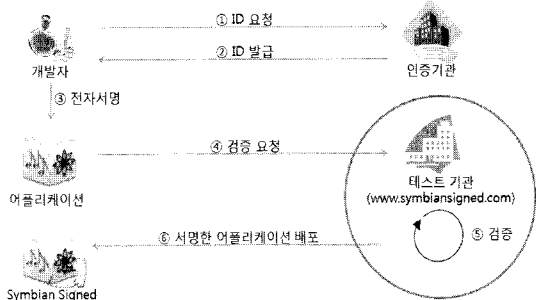 ① ID 요청
② ID 발급
개발자
인증기관
③ 전자서명
④ 검증 요청
어플리케이션
테스트 기관
(www.symbiansigned.com)
⑤ 검증
⑥ 서명한 어플리케이션 배포
Symbian Signed